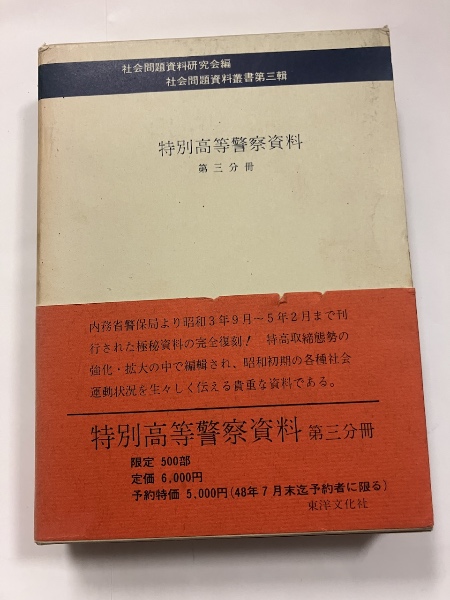 社会問題資料研究会編
社会問題資料叢書第三輯
特別高等警察資料
第三分冊
内務省警保局より昭和3年9月〜5年2月まで刊
行された極秘資料の完全復刻! 特高取締態勢の
強化・拡大の中で編輯され、昭和初期の各種社会
運動状況を生々しく伝える貴重な資料である。
特別高等警察資料 第三分冊
限定 500部
定価 6,000円
予約特価 5,000円(48年7月末迄予約者に限る)
東洋文化社